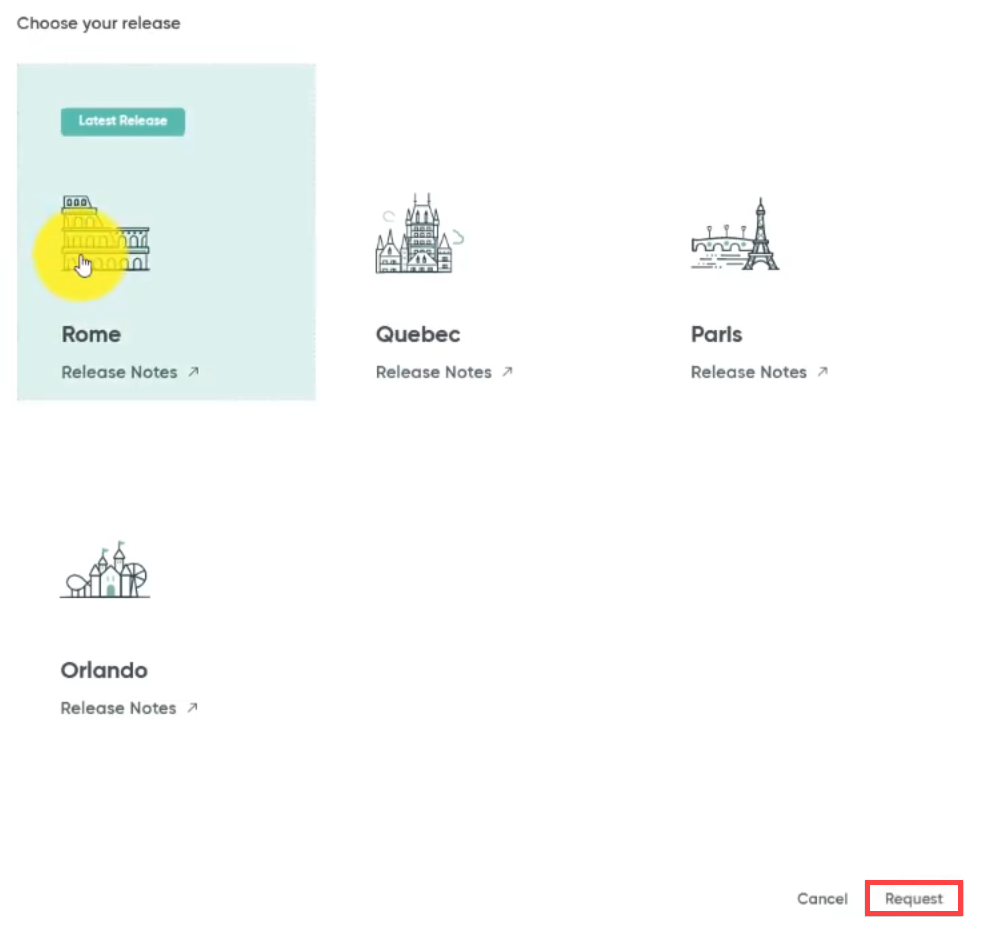 Choose your release
Latest Release
Rome
Release Notes ↗
Quebec
Release Notes ↗
Paris
Release Notes ↗
Orlando
Release Notes ↗
Cancel
Request